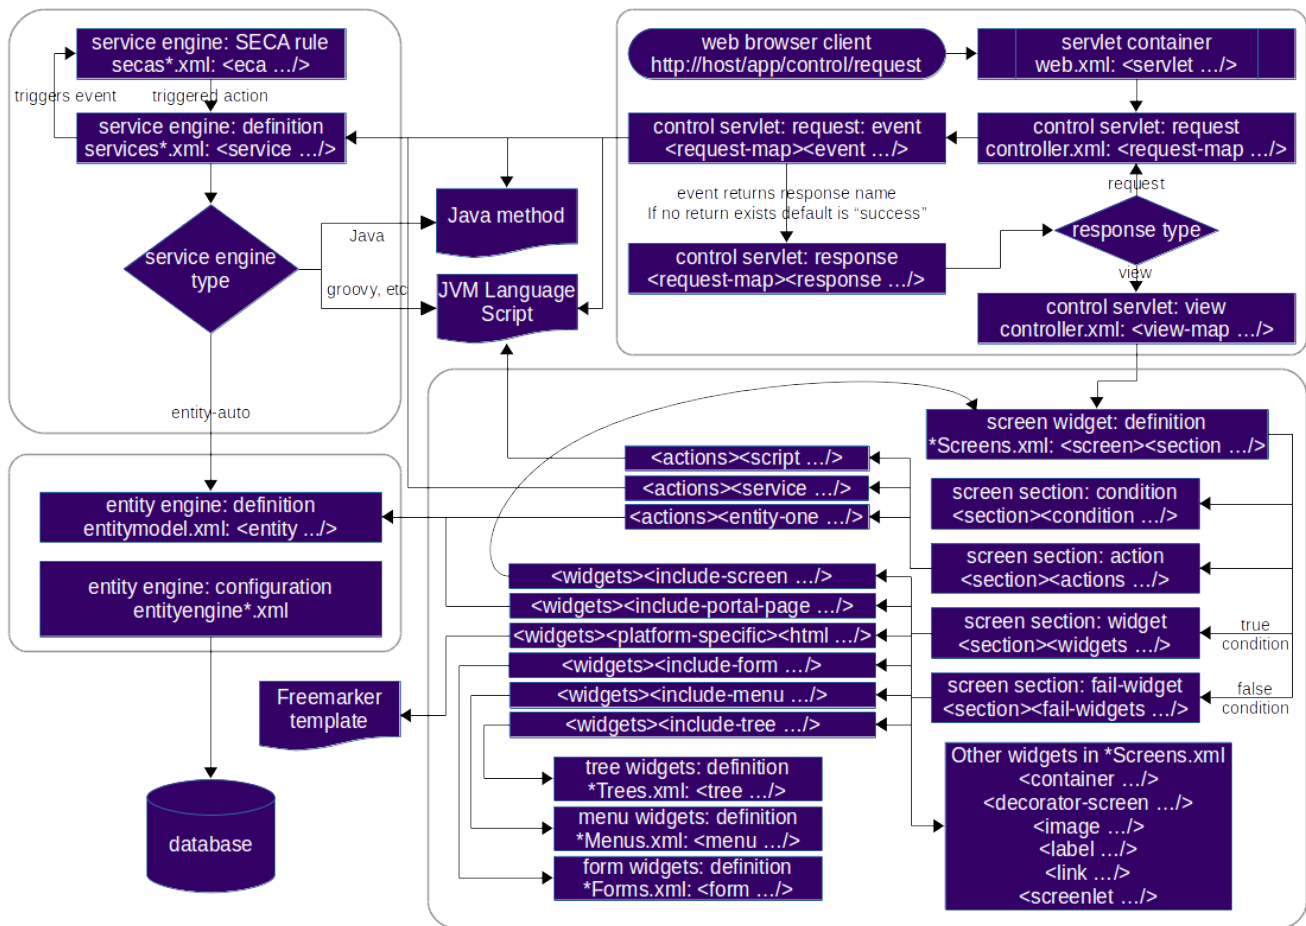 service engine: SECA rule
secas*.xml: <eca .../>
triggers event
triggered action
service engine: definition
services*.xml: <service .../>
service engine
type
Java
groovy, etc
entity-auto
Java method
JVM Language
Script
web browser client
http://host/app/control/request
servlet container
web.xml: <servlet .../>
control servlet: request: event
<request-map><event .../>
control servlet: request
controller.xml: <request-map .../>
event returns response name
If no return exists default is “success”
request
response type
view
control servlet: response
<request-map><response .../>
control servlet: view
controller.xml: <view-map .../>
entity engine: definition
entitymodel.xml: <entity .../>
entity engine: configuration
entityengine*.xml
Freemarker
template
database
screen widget: definition
*Screens.xml: <screen><section .../>
<actions><script .../>
<actions><service .../>
<actions><entity-one .../>
screen section: condition
<section><condition .../>
screen section: action
<section><actions .../>
screen section: widget
<section><widgets .../>
true
condition
screen section: fail-widget
<section><fail-widgets .../>
false
condition
<widgets><include-screen .../>
<widgets><include-portal-page .../>
<widgets><platform-specific><html .../>
<widgets><include-form .../>
<widgets><include-menu .../>
<widgets><include-tree .../>
tree widgets: definition
*Trees.xml: <tree .../>
menu widgets: definition
*Menus.xml: <menu .../>
form widgets: definition
*Forms.xml: <form .../>
Other widgets in *Screens.xml
<container .../>
<decorator-screen .../>
<image .../>
<label .../>
<link .../>
<screenlet .../>